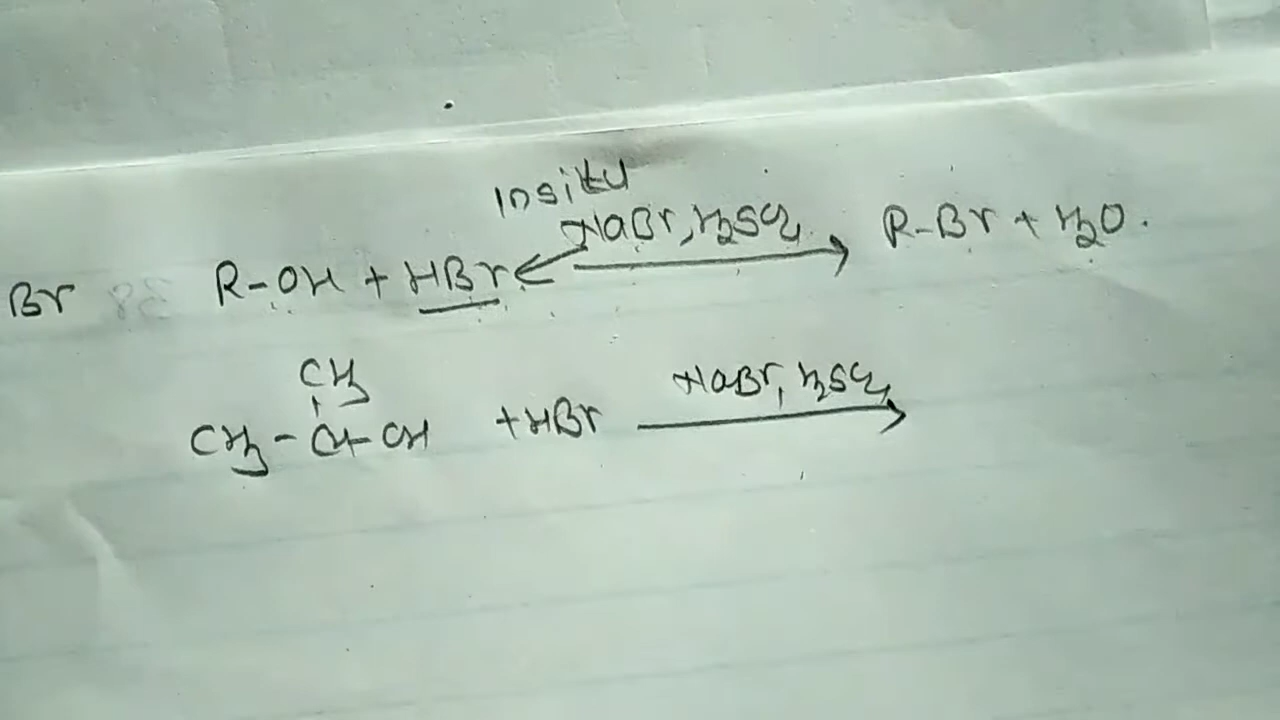 Insitu
NaBr, H2SO4
R-OH + HBr → R-Br + H2O.
Br
CH3
CH3 - CH - OH + HBr →
NaBr, H2SO4